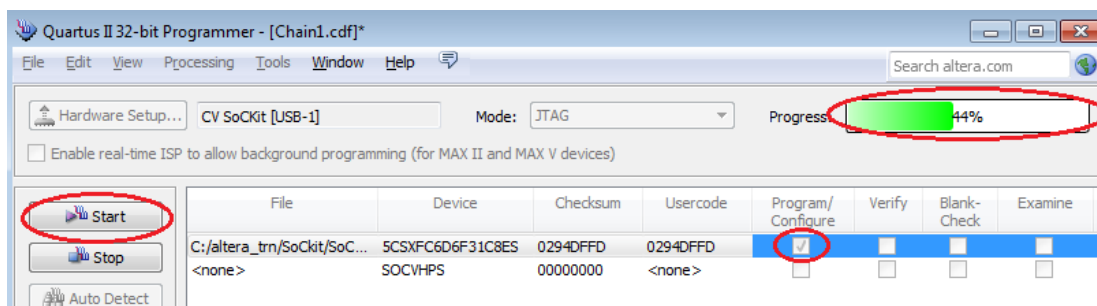 Quartus II 32-bit Programmer - [Chain1.cdf]*
File Edit View Processing Tools Window Help Search altera.com
Hardware Setup... CV SoCKit [USB-1] Mode: JTAG Progress: 44%
Enable real-time ISP to allow background programming (for MAX II and MAX V devices)
Start
Stop
Auto Detect
File Device Checksum Usercode Program/ Verify Blank- Examine
Configure Check
C:/altera_trn/SoCkit/SoC... 5CSXFC6D6F31C8ES 0294DFFD 0294DFFD
<none> SOCVHPS 00000000 <none>